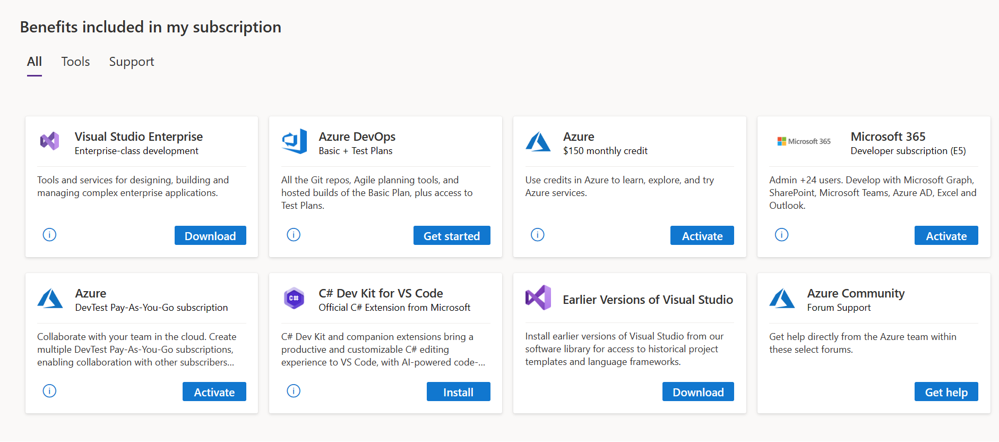 Benefits included in my subscription
All
Tools
Support
Visual Studio Enterprise
Enterprise-class development
Tools and services for designing, building and
managing complex enterprise applications.
Download
Azure DevOps
Basic + Test Plans
All the Git repos, Agile planning tools, and
hosted builds of the Basic Plan, plus access to
Test Plans.
Get started
Azure
$150 monthly credit
Use credits in Azure to learn, explore, and try
Azure services.
Activate
Microsoft 365
Microsoft 365
Developer subscription (E5)
Admin +24 users. Develop with Microsoft Graph,
SharePoint, Microsoft Teams, Azure AD, Excel and
Outlook.
Activate
Azure
DevTest Pay-As-You-Go subscription
Collaborate with your team in the cloud. Create
multiple DevTest Pay-As-You-Go subscriptions,
enabling collaboration with other subscribers...
Activate
C#
C# Dev Kit for VS Code
Official C# Extension from Microsoft
C# Dev Kit and companion extensions bring a
productive and customizable C# editing
experience to VS Code, with AI-powered code-...
Install
Earlier Versions of Visual Studio
Install earlier versions of Visual Studio from our
software library for access to historical project
templates and language frameworks.
Download
Azure Community
Forum Support
Get help directly from the Azure team within
these select forums.
Get help